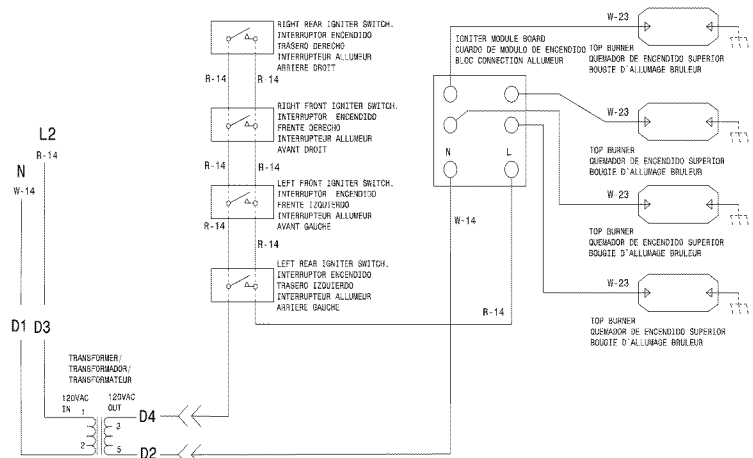 RIGHT REAR IGNITER SWITCH.
INTERRUPTOR ENCENDIDO
TRASERO DERECHO
INTERRUPTEUR ALLUMEUR
ARRIERE DROIT
R-14
R-14
RIGHT FRONT IGNITER SWITCH.
INTERRUPTOR ENCENDIDO
FRENTE DERECHO
INTERRUPTEUR ALLUMEUR
AVANT DROIT
R-14
R-14
LEFT FRONT IGNITER SWITCH.
INTERRUPTOR ENCENDIDO
FRENTE IZQUIERDO
INTERRUPTEUR ALLUMEUR
AVANT GAUCHE
R-14
R-14
LEFT REAR IGNITER SWITCH.
INTERRUPTOR ENCENDIDO
TRASERO IZQUIERDO
INTERRUPTEUR ALLUMEUR
ARRIERE GAUCHE
L2
R-14
N
W-14
D1 D3
TRANSFORMER/
TRANSFORMADOR/
TRANSFORMATEUR
120VAC
IN
120VAC
OUT
1
2
3
5
D4
D2
IGNITER MODULE BOARD
CUARDO DE MODULO DE ENCENDIDO
BLOC CONNECTION ALLUMEUR
N
L
W-14
R-14
W-23
TOP BURNER
QUEMADOR DE ENCENDIDO SUPERIOR
BOUGIE D'ALLUMAGE BRULEUR
W-23
TOP BURNER
QUEMADOR DE ENCENDIDO SUPERIOR
BOUGIE D'ALLUMAGE BRULEUR
W-23
TOP BURNER
QUEMADOR DE ENCENDIDO SUPERIOR
BOUGIE D'ALLUMAGE BRULEUR
W-23
TOP BURNER
QUEMADOR DE ENCENDIDO SUPERIOR
BOUGIE D'ALLUMAGE BRULEUR